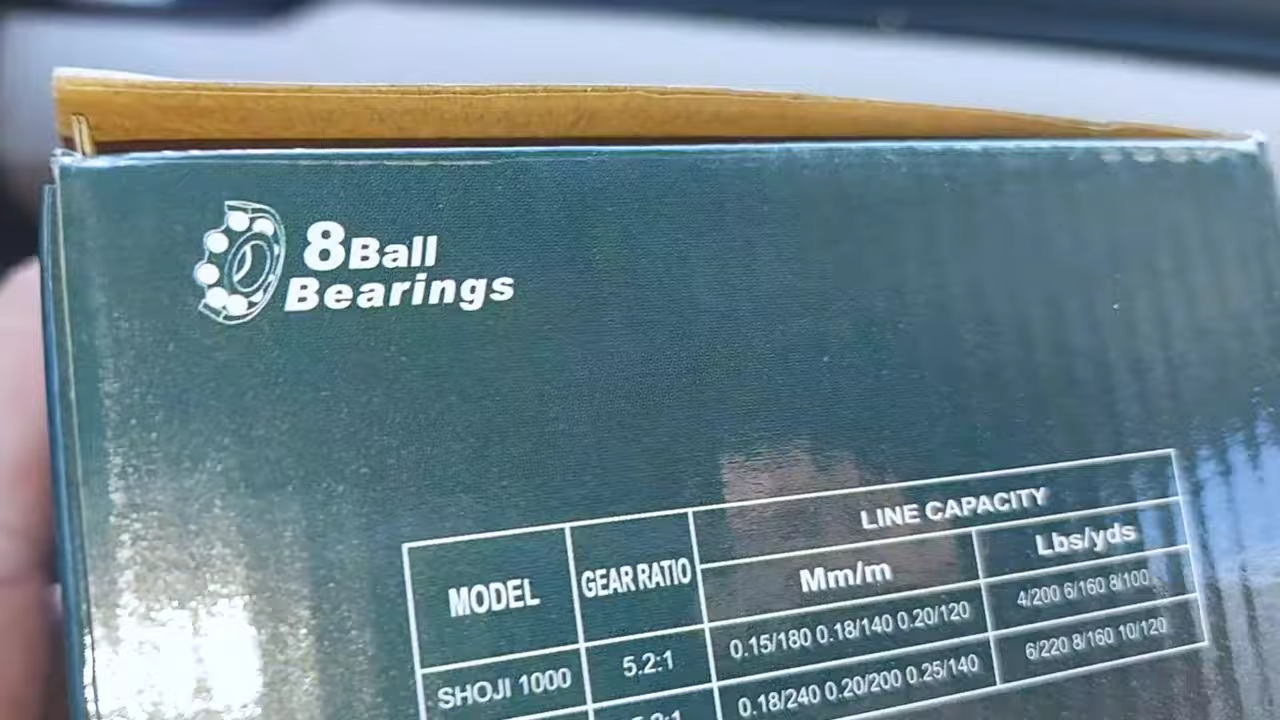 8Ball
Bearings
MODEL GEAR RATIO LINE CAPACITY
Mm/m Lbs/yds
SHOJI 1000 5.2:1 0.15/180 0.18/140 0.20/120 4/200 6/160 8/100
0.18/240 0.20/200 0.25/140 6/220 8/160 10/120